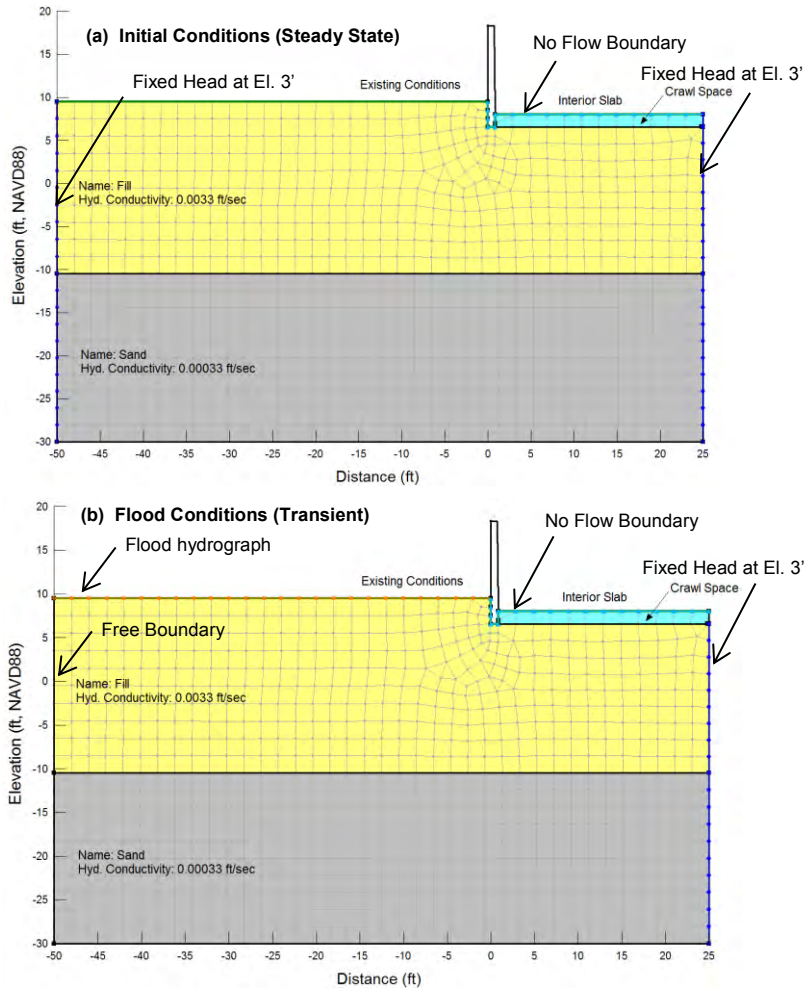 (a) Initial Conditions (Steady State)
No Flow Boundary
Fixed Head at El. 3'
Existing Conditions
Fixed Head at El. 3'
Interior Slab
Crawl Space
Name: Fill
Hyd. Conductivity: 0.0033 ft/sec
Name: Sand
Hyd. Conductivity: 0.00033 ft/sec
Elevation (ft, NAVD88)
20
15
10
5
0
-5
-10
-15
-20
-25
-30
-50 -45 -40 -35 -30 -25 -20 -15 -10 -5 0 5 10 15 20 25
Distance (ft)
(b) Flood Conditions (Transient)
Flood hydrograph
No Flow Boundary
Existing Conditions
Fixed Head at El. 3'
Interior Slab
Crawl Space
Free Boundary
Name: Fill
Hyd. Conductivity: 0.0033 ft/sec
Name: Sand
Hyd. Conductivity: 0.00033 ft/sec
Elevation (ft, NAVD88)
20
15
10
5
0
-5
-10
-15
-20
-25
-30
-50 -45 -40 -35 -30 -25 -20 -15 -10 -5 0 5 10 15 20 25
Distance (ft)